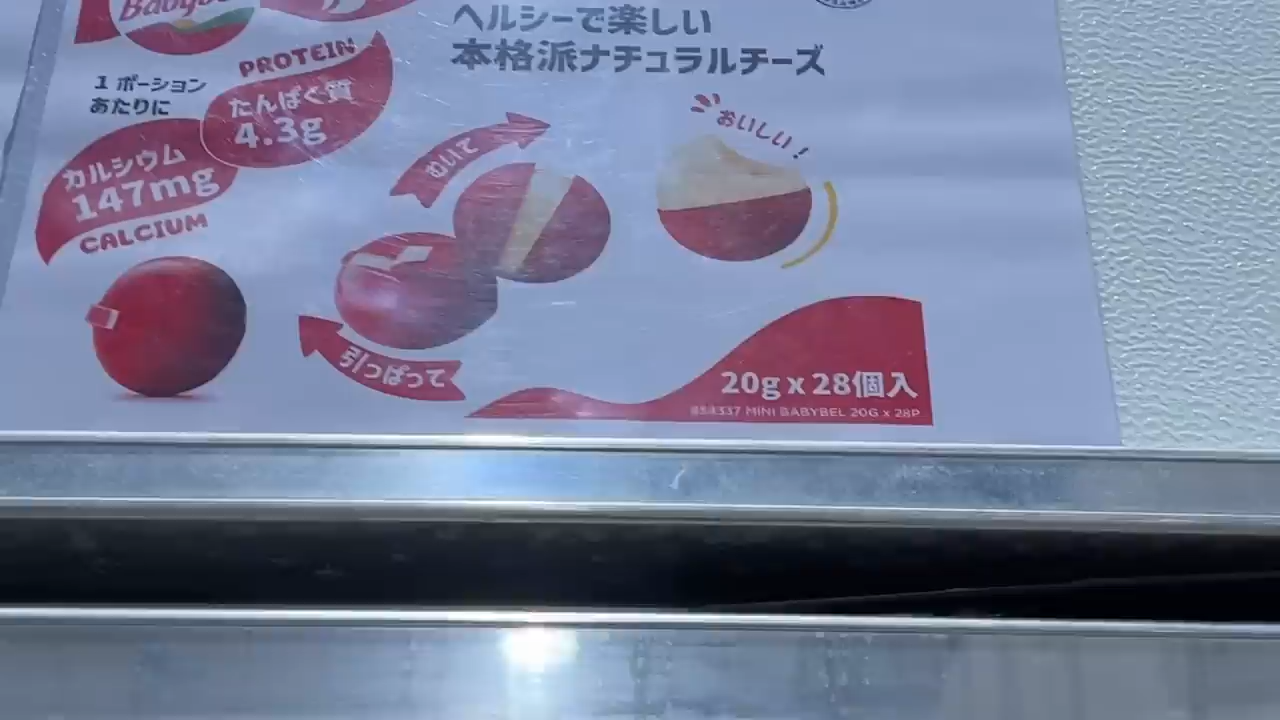 ヘルシーで楽しい
本格派ナチュラルチーズ
PROTEIN
1 ポーション
あたりに
たんぱく質
4.3g
カルシウム
147mg
CALCIUM
むいて
おいしい!
引っぱって
20g x 28個入
MINI BABYBEL 20G x 28P